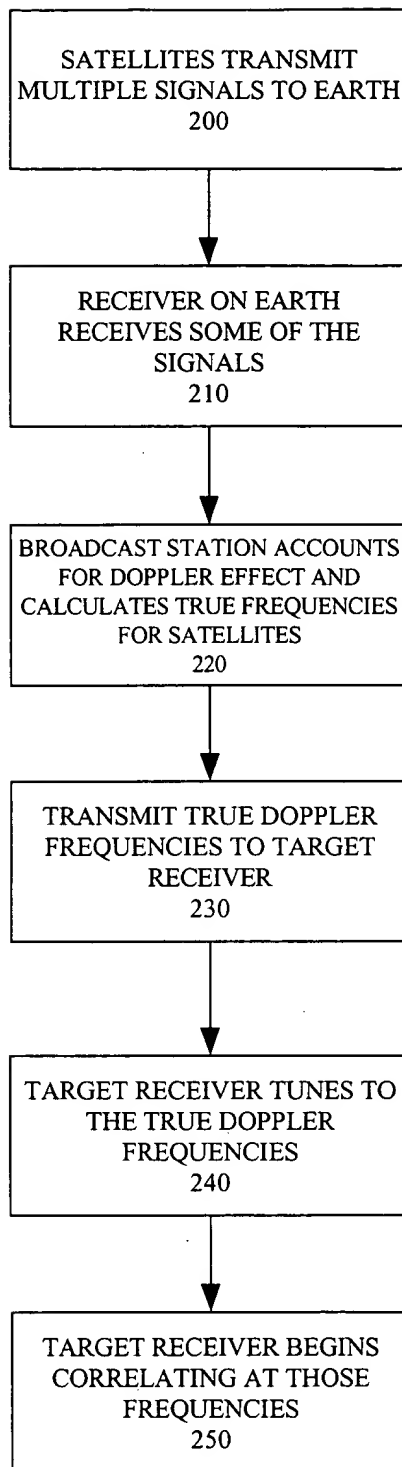 SATELLITES TRANSMIT
MULTIPLE SIGNALS TO EARTH
200
RECEIVER ON EARTH
RECEIVES SOME OF THE
SIGNALS
210
BROADCAST STATION ACCOUNTS
FOR DOPPLER EFFECT AND
CALCULATES TRUE FREQUENCIES
FOR SATELLITES
220
TRANSMIT TRUE DOPPLER
FREQUENCIES TO TARGET
RECEIVER
230
TARGET RECEIVER TUNES TO
THE TRUE DOPPLER
FREQUENCIES
240
TARGET RECEIVER BEGINS
CORRELATING AT THOSE
FREQUENCIES
250